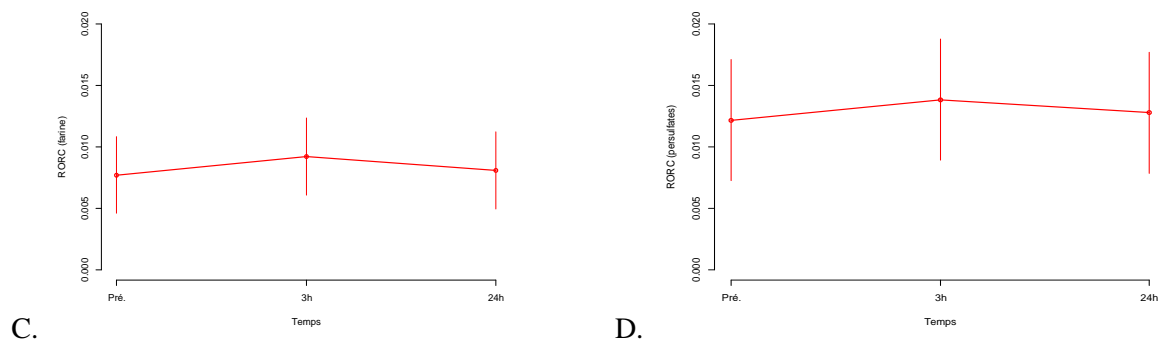 RORC (farine)
0.020
0.015
0.010
0.005
0.000
Pré.
3h
24h
Temps
C.
RORC (persulfates)
0.020
0.015
0.010
0.005
0.000
Pré.
3h
24h
Temps
D.